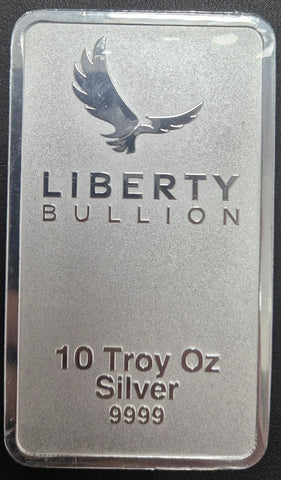 LIBERTY
BULLION
10 Troy Oz
Silver
9999